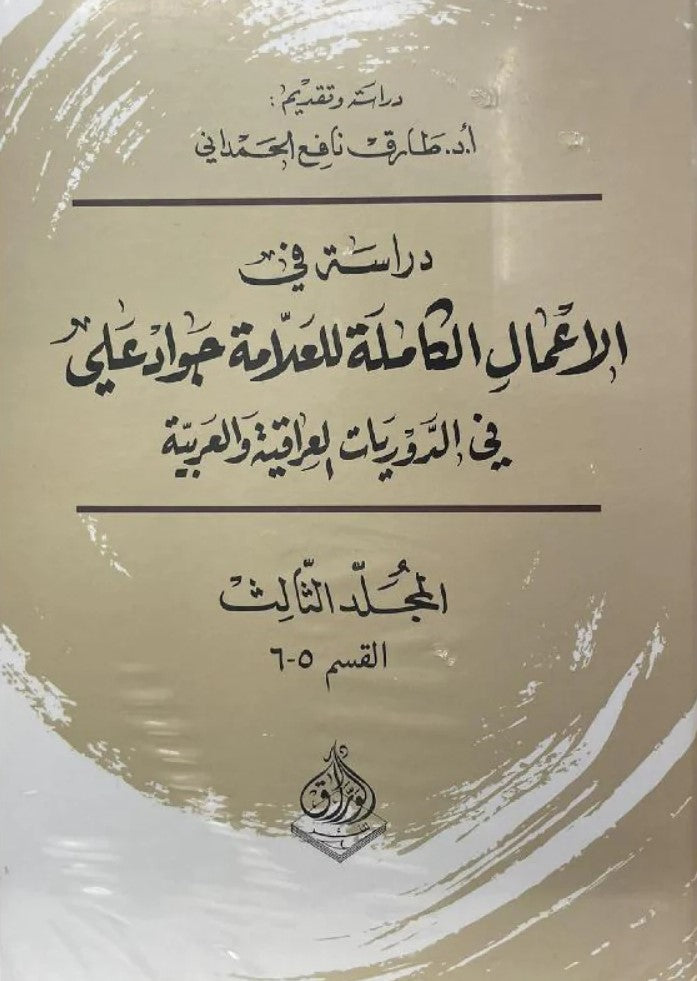 دراسة وتقديم:
أ.د. طارق نافع الحمداني
دراسة في
الأعمال الكاملة للعلامة جواد علي
في الدوريات العراقية والعربية
المجلد الثالث
القسم ٥-٦
الوراق